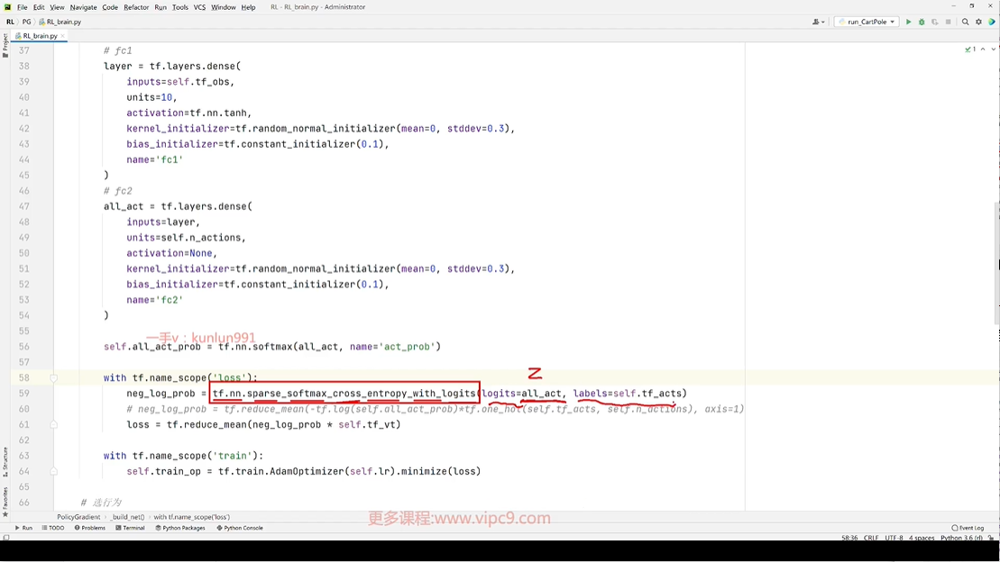 File Edit View Navigate Code Refactor Run Tools VCS Window Help RL - RL_brain.py - Administrator
RL PG RL_brain.py run_CartPole
RL_brain.py
Project
1
37 # fc1
38 layer = tf.layers.dense(
39 inputs=self.tf_obs,
40 units=10,
41 activation=tf.nn.tanh,
42 kernel_initializer=tf.random_normal_initializer(mean=0, stddev=0.3),
43 bias_initializer=tf.constant_initializer(0.1),
44 name='fc1'
45 )
46 # fc2
47 all_act = tf.layers.dense(
48 inputs=layer,
49 units=self.n_actions,
50 activation=None,
51 kernel_initializer=tf.random_normal_initializer(mean=0, stddev=0.3),
52 bias_initializer=tf.constant_initializer(0.1),
53 name='fc2'
54 )
55
一手v：kunlun991
56 self.all_act_prob = tf.nn.softmax(all_act, name='act_prob')
57
Z
58 with tf.name_scope('loss'):
59 neg_log_prob = tf.nn.sparse_softmax_cross_entropy_with_logits(logits=all_act, labels=self.tf_acts)
60 # neg_log_prob = tf.reduce_mean(-tf.log(self.all_act_prob)*tf.one_hot(self.tf_acts, self.n_actions), axis=1)
61 loss = tf.reduce_mean(neg_log_prob * self.tf_vt)
62
63 with tf.name_scope('train'):
64 self.train_op = tf.train.AdamOptimizer(self.lr).minimize(loss)
65
66 # 选行为
Structure
Favorites
PolicyGradient _build_net() with tf.name_scope('loss')
更多课程:www.vipc9.com
Run TODO Problems Terminal Python Packages Python Console Event Log
58:36 CRLF UTF-8 4 spaces Python 3.6 (rl)